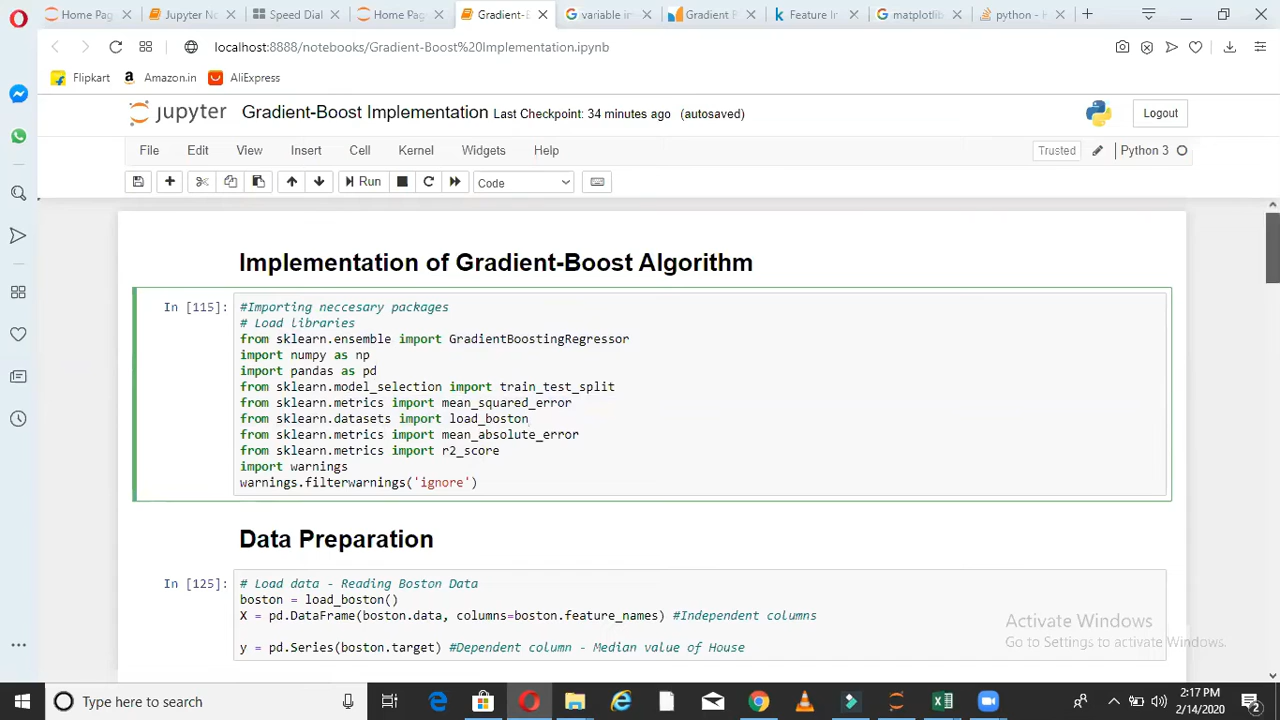 Home Page
Jupyter No
Speed Dial
Home Page
Gradient-
variable im
Gradient B
Feature Im
matplotlib
python -
localhost:8888/notebooks/Gradient-Boost%20Implementation.ipynb
Flipkart
Amazon.in
AliExpress
jupyter Gradient-Boost Implementation Last Checkpoint: 34 minutes ago (autosaved)
Logout
File Edit View Insert Cell Kernel Widgets Help
Trusted
Python 3
Run
Code
Implementation of Gradient-Boost Algorithm
In [115]: #Importing neccesary packages
# Load libraries
from sklearn.ensemble import GradientBoostingRegressor
import numpy as np
import pandas as pd
from sklearn.model_selection import train_test_split
from sklearn.metrics import mean_squared_error
from sklearn.datasets import load_boston
from sklearn.metrics import mean_absolute_error
from sklearn.metrics import r2_score
import warnings
warnings.filterwarnings('ignore')
Data Preparation
In [125]: # Load data - Reading Boston Data
boston = load_boston()
X = pd.DataFrame(boston.data, columns=boston.feature_names) #Independent columns
y = pd.Series(boston.target) #Dependent column - Median value of House
Activate Windows
Go to Settings to activate Windows.
Type here to search
2:17 PM
2/14/2020
2